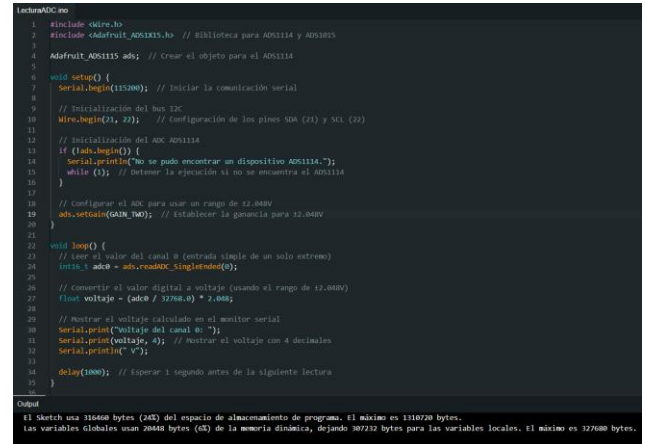 LecturaADC.ino
1 #include <Wire.h>
2 #include <Adafruit_ADS1X15.h> // Biblioteca para ADS1114 y ADS1015
3
4 Adafruit_ADS1115 ads; // Crear el objeto para el ADS1114
5
6 void setup() {
7 Serial.begin(115200); // Iniciar la comunicación serial
8
9 // Inicialización del bus I2C
10 Wire.begin(21, 22); // Configuración de los pines SDA (21) y SCL (22)
11
12 // Inicialización del ADC ADS1114
13 if (!ads.begin()) {
14 Serial.println("No se pudo encontrar un dispositivo ADS1114.");
15 while (1); // Detener la ejecución si no se encuentra el ADS1114
16 }
17
18 // Configurar el ADC para usar un rango de ±2.048V
19 ads.setGain(GAIN_TWO); // Establecer la ganancia para ±2.048V
20 }
21
22 void loop() {
23 // Leer el valor del canal 0 (entrada simple de un solo extremo)
24 int16_t adc0 = ads.readADC_SingleEnded(0);
25
26 // Convertir el valor digital a voltaje (usando el rango de ±2.048V)
27 float voltaje = (adc0 / 32768.0) * 2.048;
28
29 // Mostrar el voltaje calculado en el monitor serial
30 Serial.print("Voltaje del canal 0: ");
31 Serial.print(voltaje, 4); // Mostrar el voltaje con 4 decimales
32 Serial.println(" V");
33
34 delay(1000); // Esperar 1 segundo antes de la siguiente lectura
35 }
36
Output
El Sketch usa 316460 bytes (24%) del espacio de almacenamiento de programa. El máximo es 1310720 bytes.
Las variables Globales usan 20448 bytes (6%) de la memoria dinámica, dejando 307232 bytes para las variables locales. El máximo es 327680 bytes.